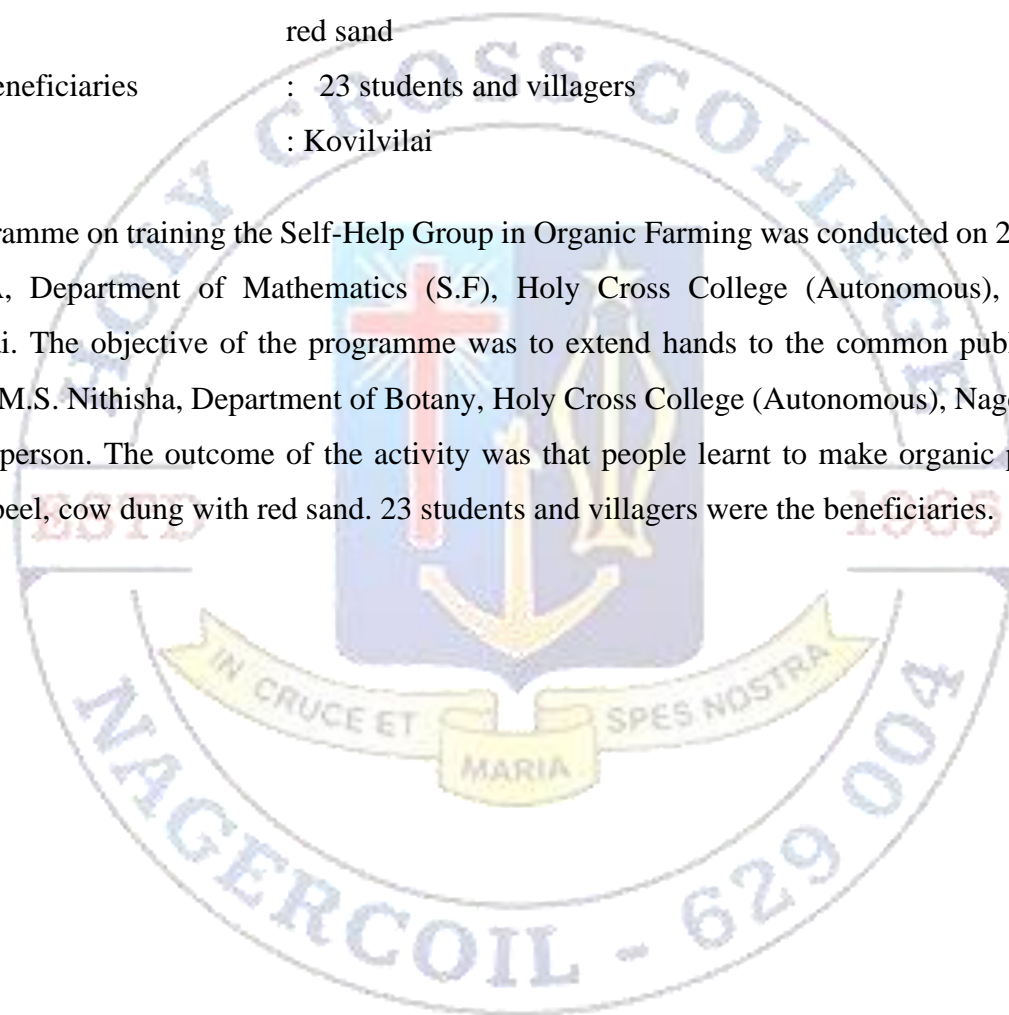 red sand
eneficiaries : 23 students and villagers
: Kovilvilai
ramme on training the Self-Help Group in Organic Farming was conducted on 2
A, Department of Mathematics (S.F), Holy Cross College (Autonomous),
i. The objective of the programme was to extend hands to the common publ
M.S. Nithisha, Department of Botany, Holy Cross College (Autonomous), Nage
person. The outcome of the activity was that people learnt to make organic p
peel, cow dung with red sand. 23 students and villagers were the beneficiaries.
HOLY CROSS COLLEGE
ESTD 1965
IN CRUCE ET MARIA SPES NOSTRA
NAGERCOIL - 629 004